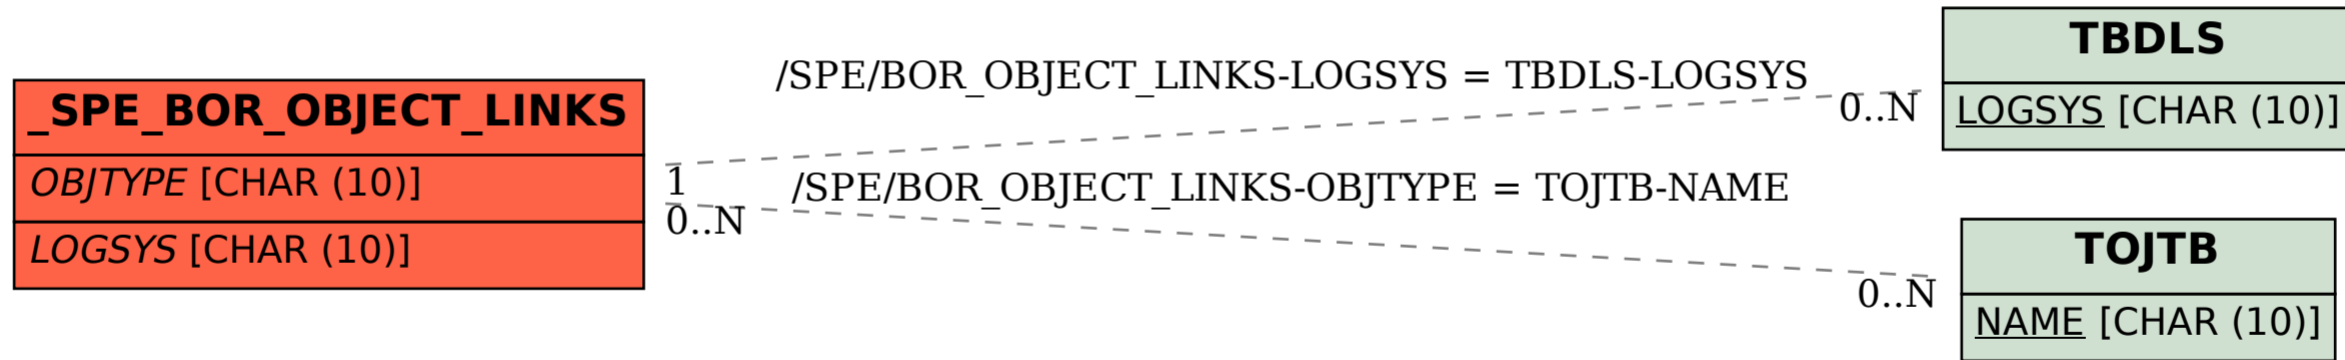 _SPE_BOR_OBJECT_LINKS
OBJTYPE [CHAR (10)]
LOGSYS [CHAR (10)]
/SPE/BOR_OBJECT_LINKS-LOGSYS = TBDLS-LOGSYS
1
0..N
/SPE/BOR_OBJECT_LINKS-OBJTYPE = TOJTB-NAME
0..N
0..N
TBDLS
LOGSYS [CHAR (10)]
TOJTB
NAME [CHAR (10)]